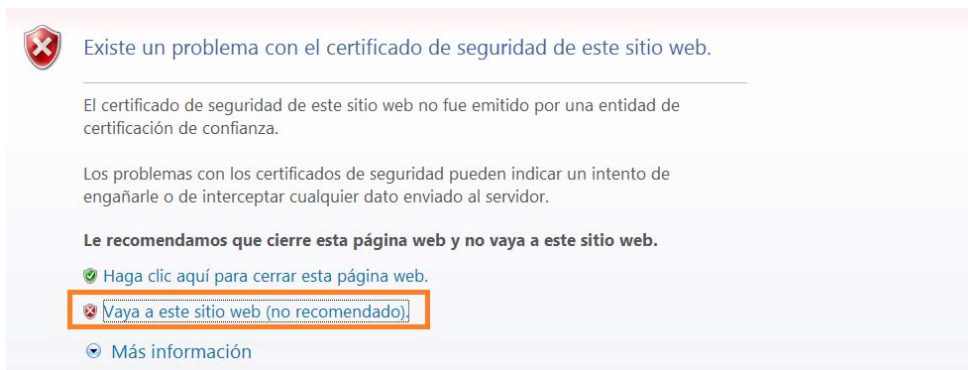 Existe un problema con el certificado de seguridad de este sitio web.
El certificado de seguridad de este sitio web no fue emitido por una entidad de
certificación de confianza.
Los problemas con los certificados de seguridad pueden indicar un intento de
engañarle o de interceptar cualquier dato enviado al servidor.
Le recomendamos que cierre esta página web y no vaya a este sitio web.
Haga clic aquí para cerrar esta página web.
Vaya a este sitio web (no recomendado).
Más información